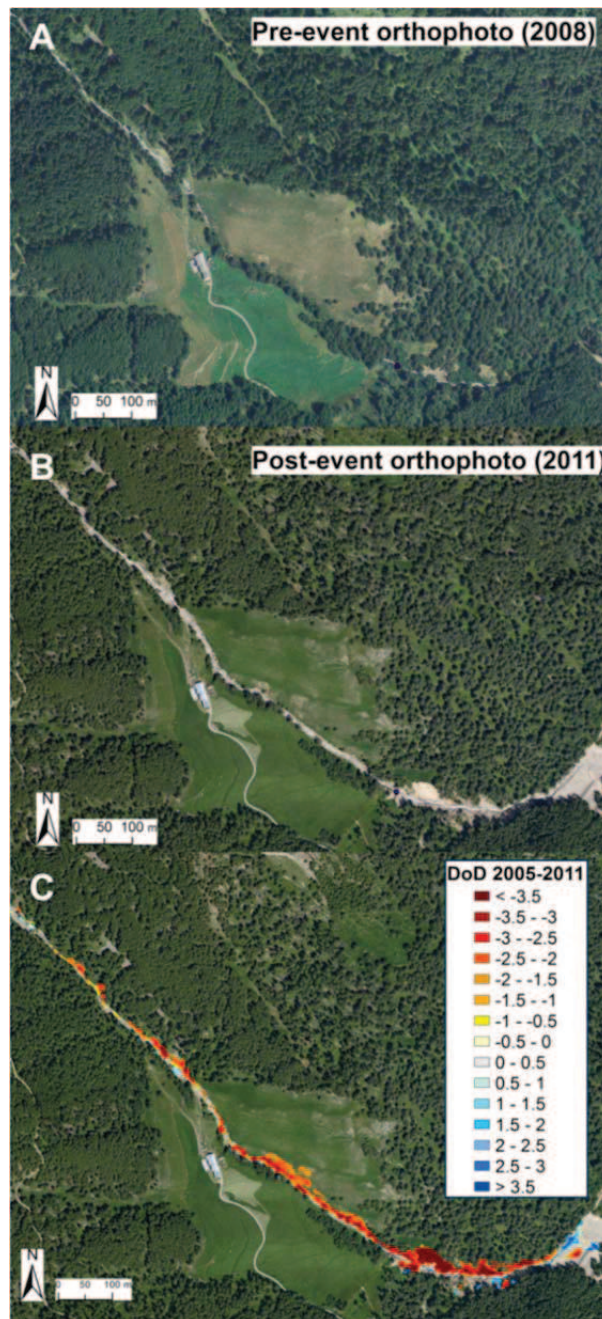 A
Pre-event orthophoto (2008)
N
0 50 100 m
B
Post-event orthophoto (2011)
N
0 50 100 m
C
DoD 2005-2011
< -3.5
-3.5 - -3
-3 - -2.5
-2.5 - -2
-2 - -1.5
-1.5 - -1
-1 - -0.5
-0.5 - 0
0 - 0.5
0.5 - 1
1 - 1.5
1.5 - 2
2 - 2.5
2.5 - 3
> 3.5
N
0 50 100 m